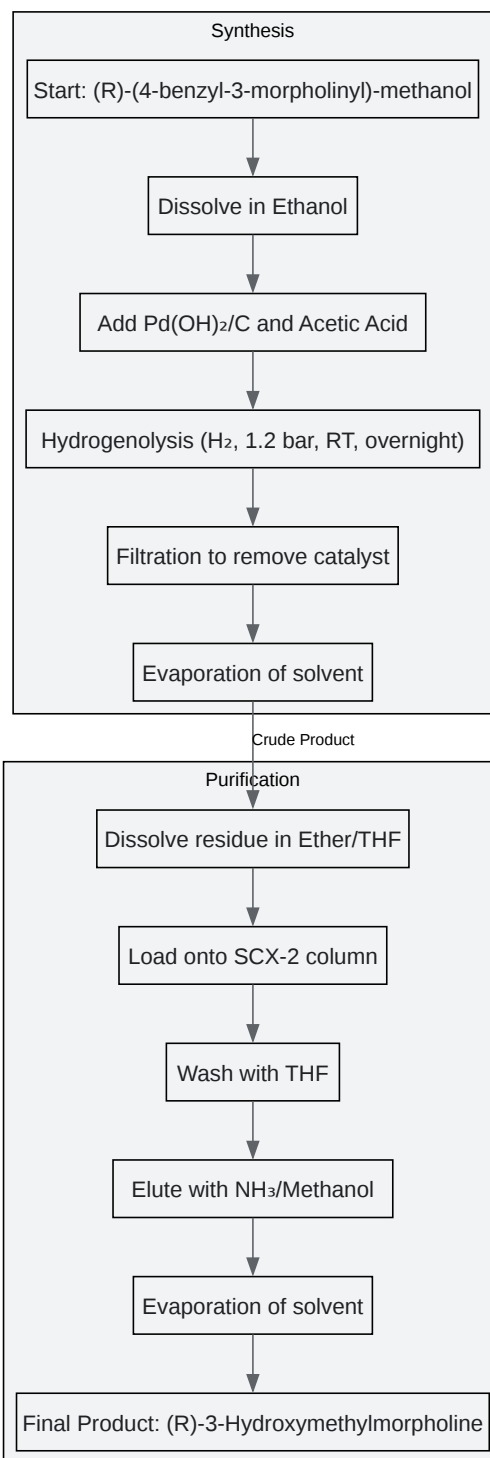 Synthesis
Start: (R)-(4-benzyl-3-morpholinyl)-methanol
Dissolve in Ethanol
Add Pd(OH)₂/C and Acetic Acid
Hydrogenolysis (H₂, 1.2 bar, RT, overnight)
Filtration to remove catalyst
Evaporation of solvent
Crude Product
Purification
Dissolve residue in Ether/THF
Load onto SCX-2 column
Wash with THF
Elute with NH₃/Methanol
Evaporation of solvent
Final Product: (R)-3-Hydroxymethylmorpholine